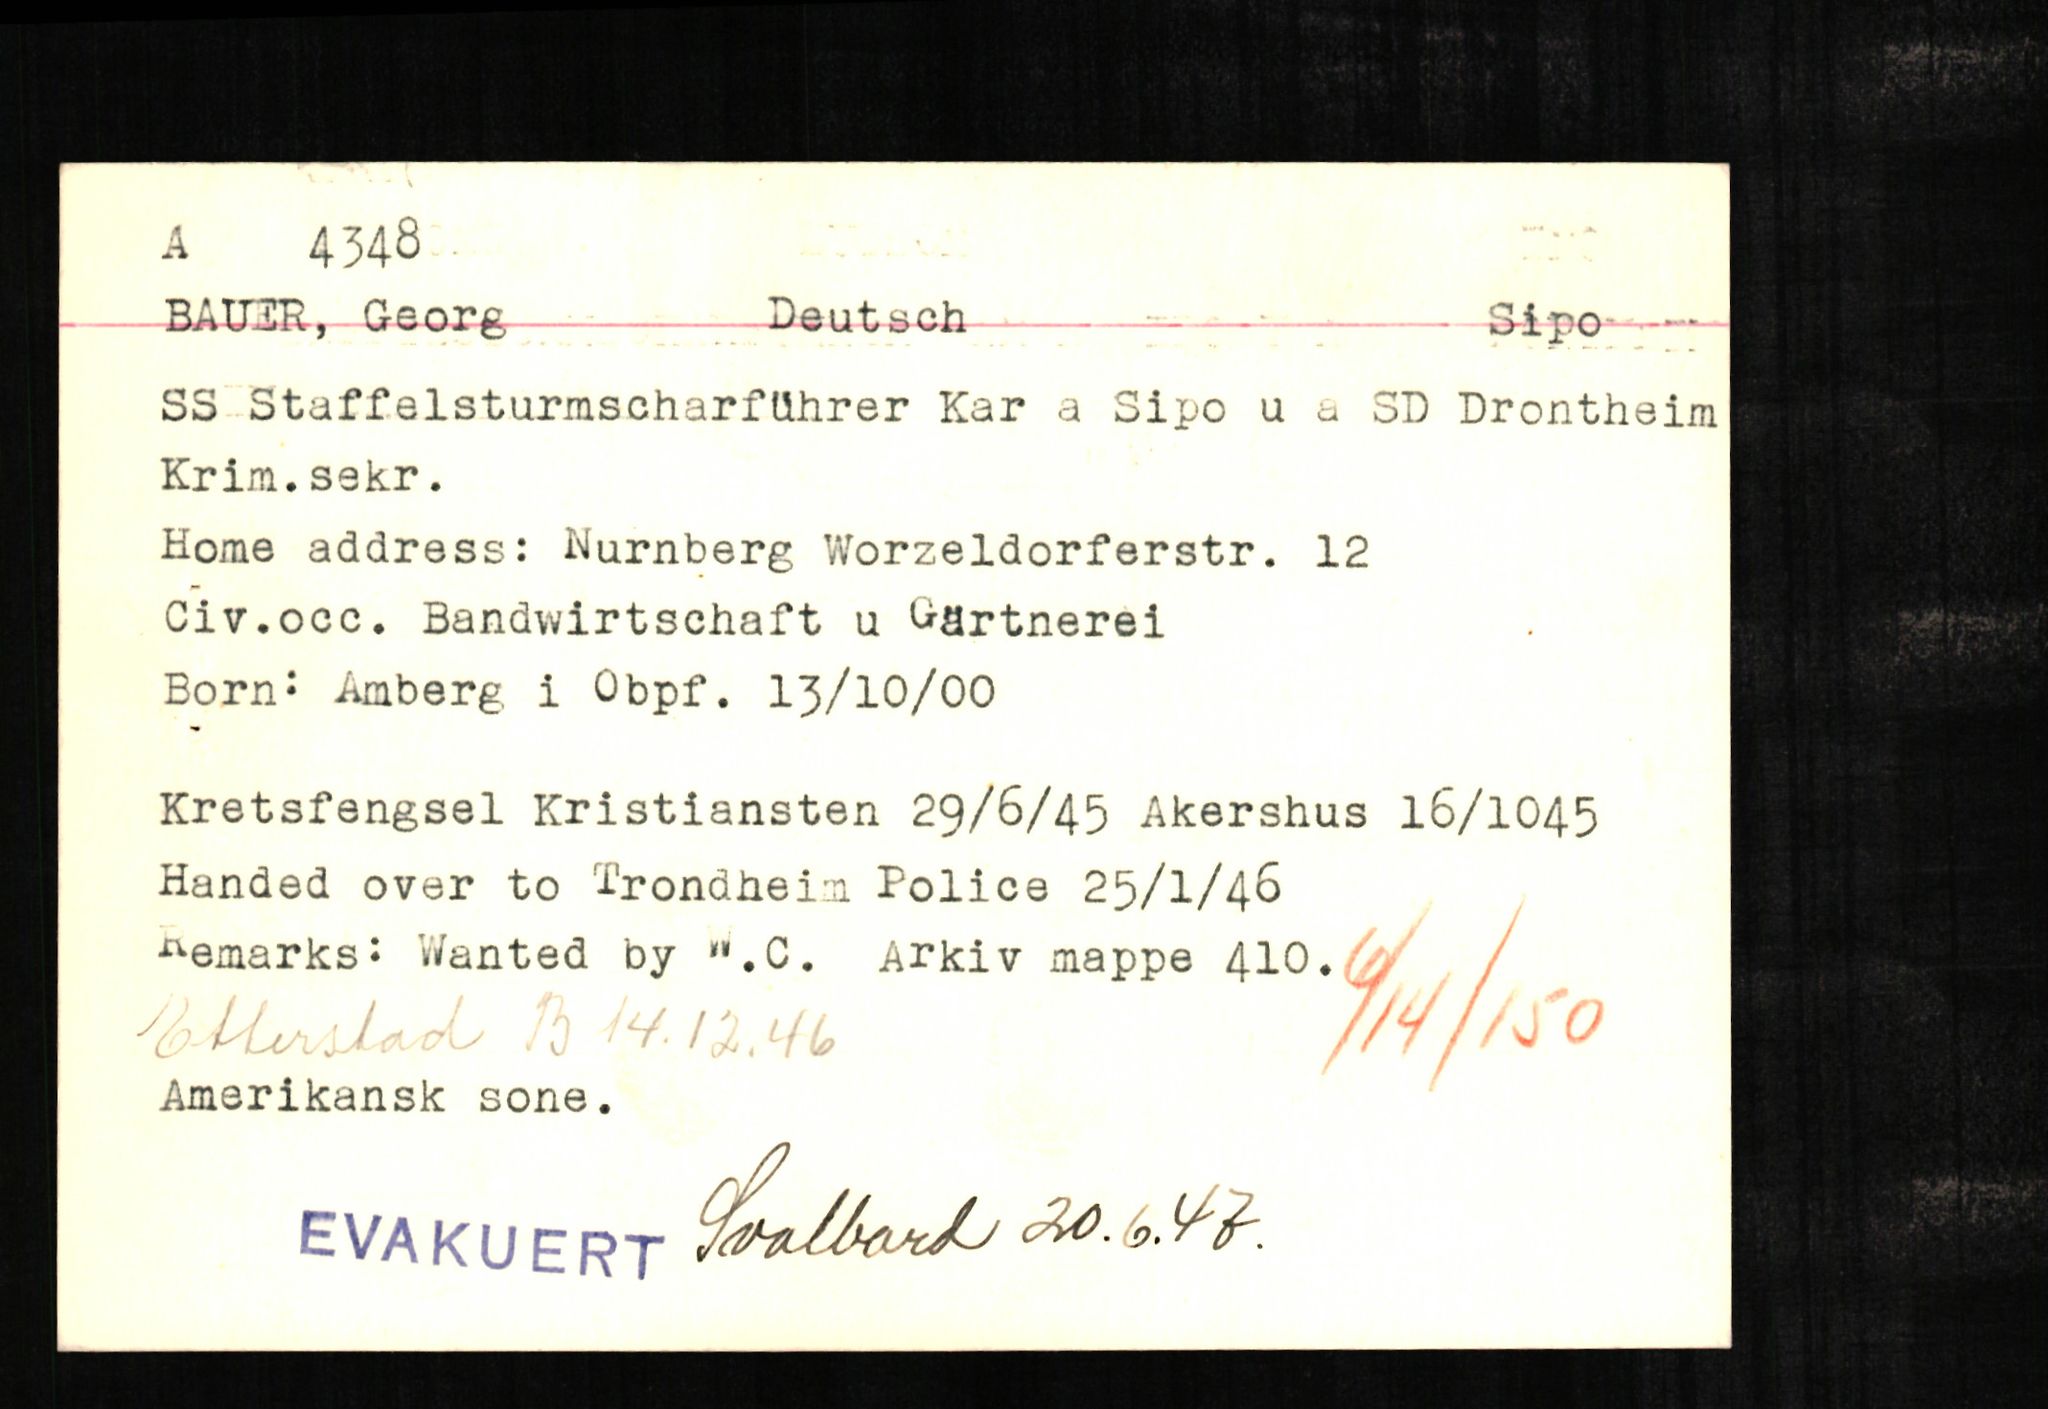 A 4348
BAUER, Georg Deutsch Sipo
SS Staffelsturmscharführer Kar a Sipo u a SD Drontheim
Krim.sekr.
Home address: Nurnberg Worzeldorferstr. 12
Civ.occ. Bandwirtschaft u Gärtnerei
Born: Amberg i Obpf. 13/10/00
Kretsfengsel Kristiansten 29/6/45 Akershus 16/1045
Handed over to Trondheim Police 25/1/46
Remarks: Wanted by W.C. Arkiv mappe 410. 6/14/150
Etterstad B 14.12.46
Amerikansk sone.
EVAKUERT Svalbard 20.6.47.